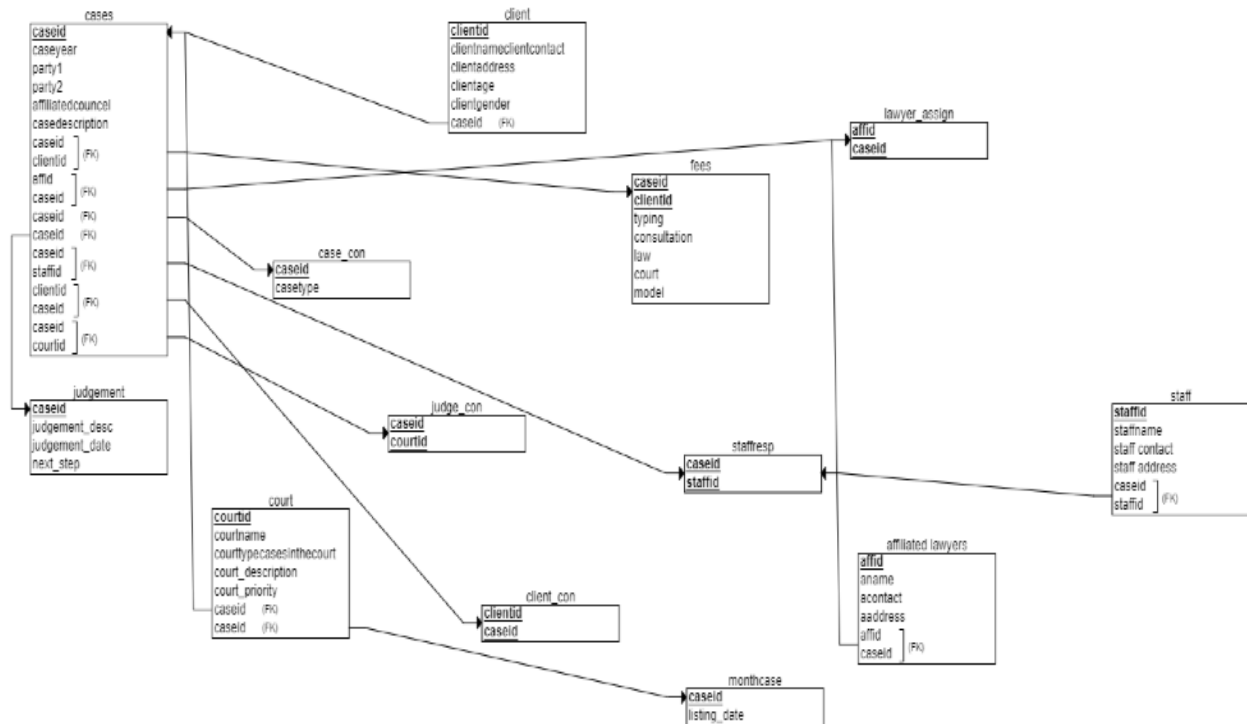 cases
caseid
caseyear
party1
party2
affiliatedcouncel
casedescription
caseid
clientid
(FK)
affid
caseid
(FK)
caseid (FK)
caseid (FK)
caseid
staffid
(FK)
clientid
caseid
(FK)
caseid
courtid
(FK)
client
clientid
clientnameclientcontact
clientaddress
clientage
clientgender
caseid (FK)
lawyer_assign
affid
caseid
fees
caseid
clientid
typing
consultation
law
court
model
case_con
caseid
casetype
judgement
caseid
judgement_desc
judgement_date
next_step
judge_con
caseid
courtid
staffresp
caseid
staffid
staff
staffid
staffname
staff contact
staff address
caseid
staffid
(FK)
court
courtid
courtname
courttypecasesinthecourt
court_description
court_priority
caseid (FK)
caseid (FK)
client_con
clientid
caseid
affiliated lawyers
affid
aname
acontact
aaddress
affid
caseid
(FK)
monthcase
caseid
listing_date